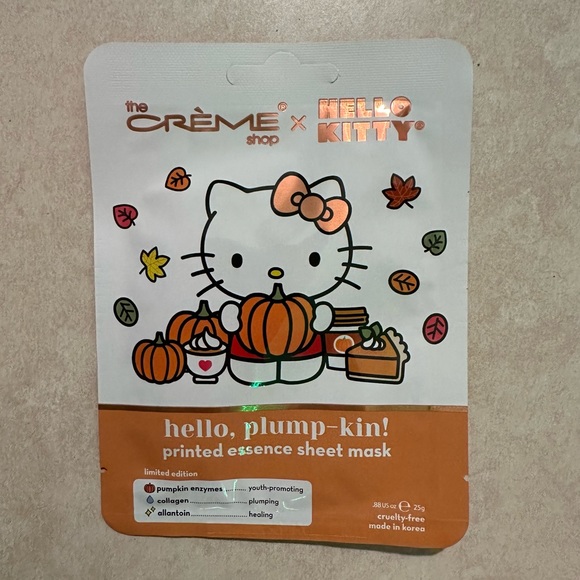 the
CRÈME® × HELLO
shop KITTY®
hello, plump-kin!
printed essence sheet mask
limited edition
pumpkin enzymes ......... youth-promoting
collagen ......................... plumping
allantoin ......................... healing
.88 US oz ℮ 25g
cruelty-free
made in korea